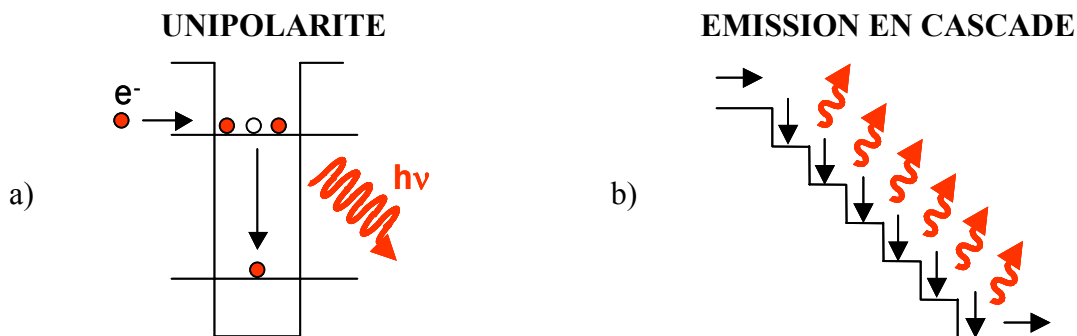 UNIPOLARITE
EMISSION EN CASCADE
e-
hν
a)
b)